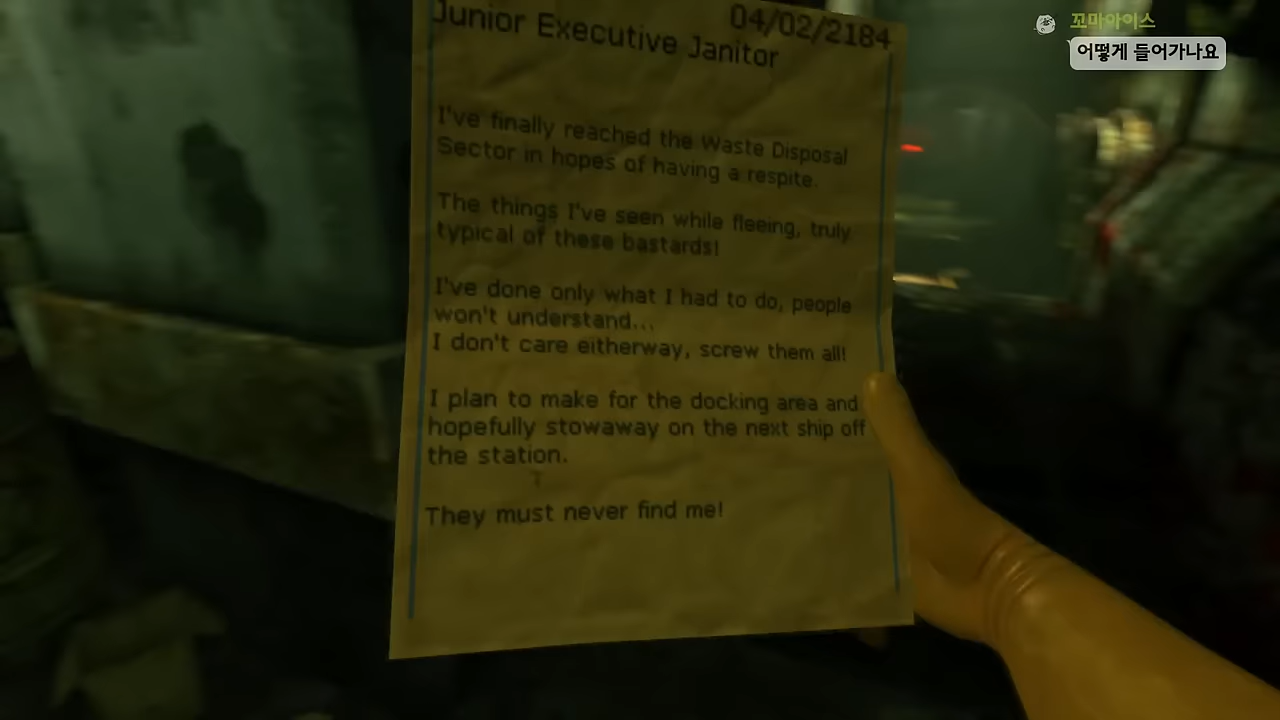 Junior Executive Janitor
04/02/2184
I've finally reached the Waste Disposal
Sector in hopes of having a respite.
The things I've seen while fleeing, truly
typical of these bastards!
I've done only what I had to do, people
won't understand...
I don't care eitherway, screw them all!
I plan to make for the docking area and
hopefully stowaway on the next ship off
the station.
They must never find me!
꼬마아이스
어떻게 들어가나요